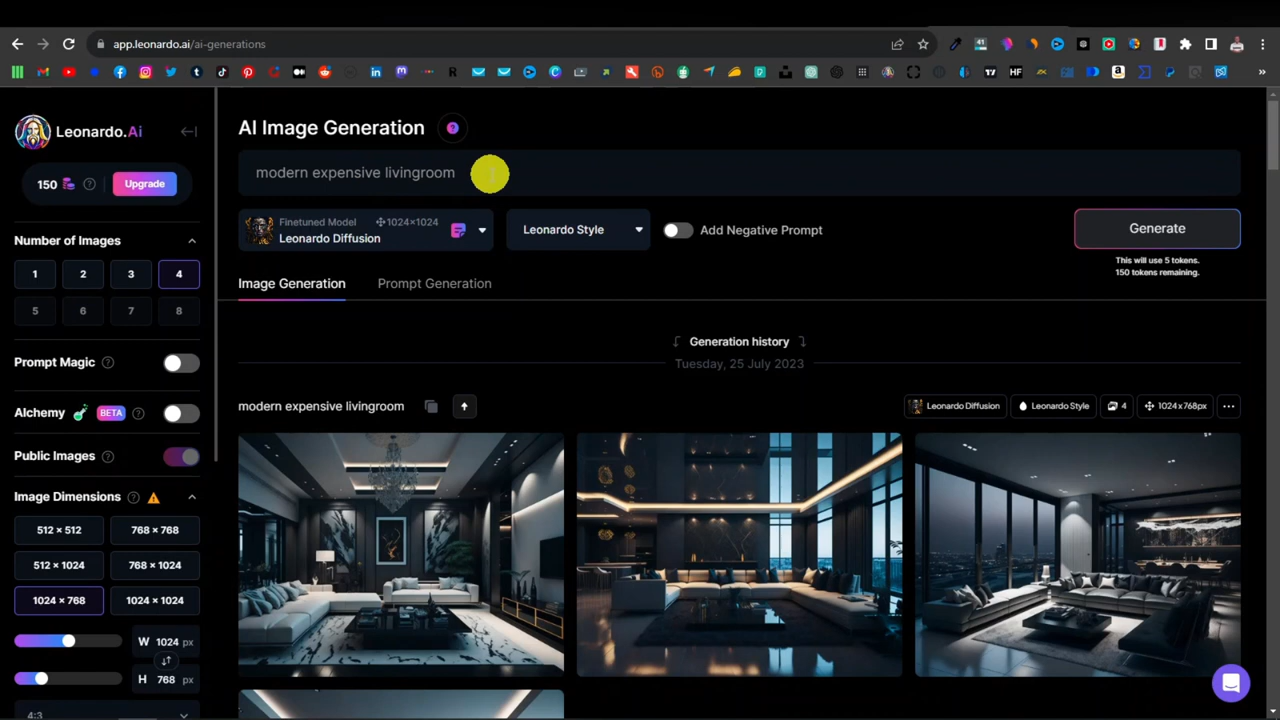 app.leonardo.ai/ai-generations
Leonardo.Ai
150
Upgrade
Number of Images
1
2
3
4
5
6
7
8
Prompt Magic
Alchemy
BETA
Public Images
Image Dimensions
512 × 512
768 × 768
512 × 1024
768 × 1024
1024 × 768
1024 × 1024
W 1024 px
H 768 px
4:3
AI Image Generation
modern expensive livingroom
Finetuned Model
1024×1024
Leonardo Diffusion
Leonardo Style
Add Negative Prompt
Generate
This will use 5 tokens.
150 tokens remaining.
Image Generation
Prompt Generation
Generation history
Tuesday, 25 July 2023
modern expensive livingroom
Leonardo Diffusion
Leonardo Style
4
1024x768px